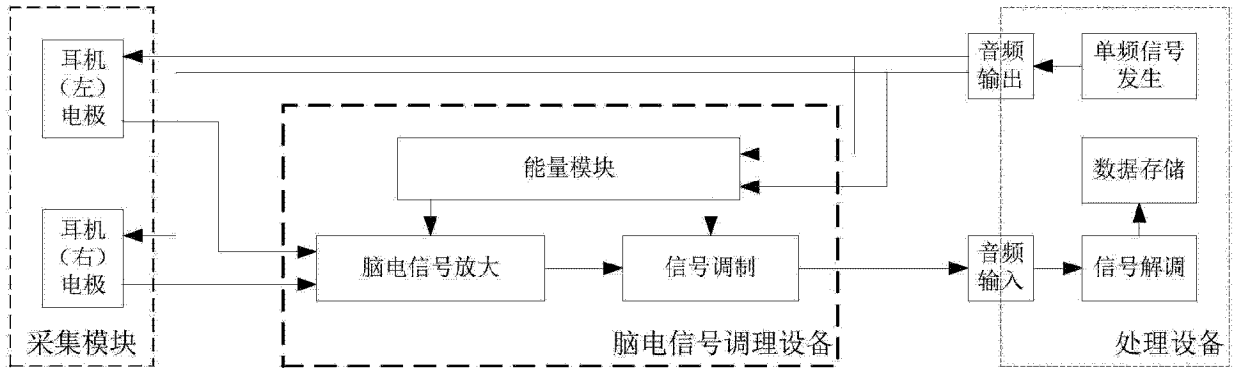 耳机
（左）
电极
耳机
（右）
电极
采集模块
能量模块
脑电信号放大
信号调制
脑电信号调理设备
音频
输出
单频信号
发生
数据存储
音频
输入
信号解调
处理设备